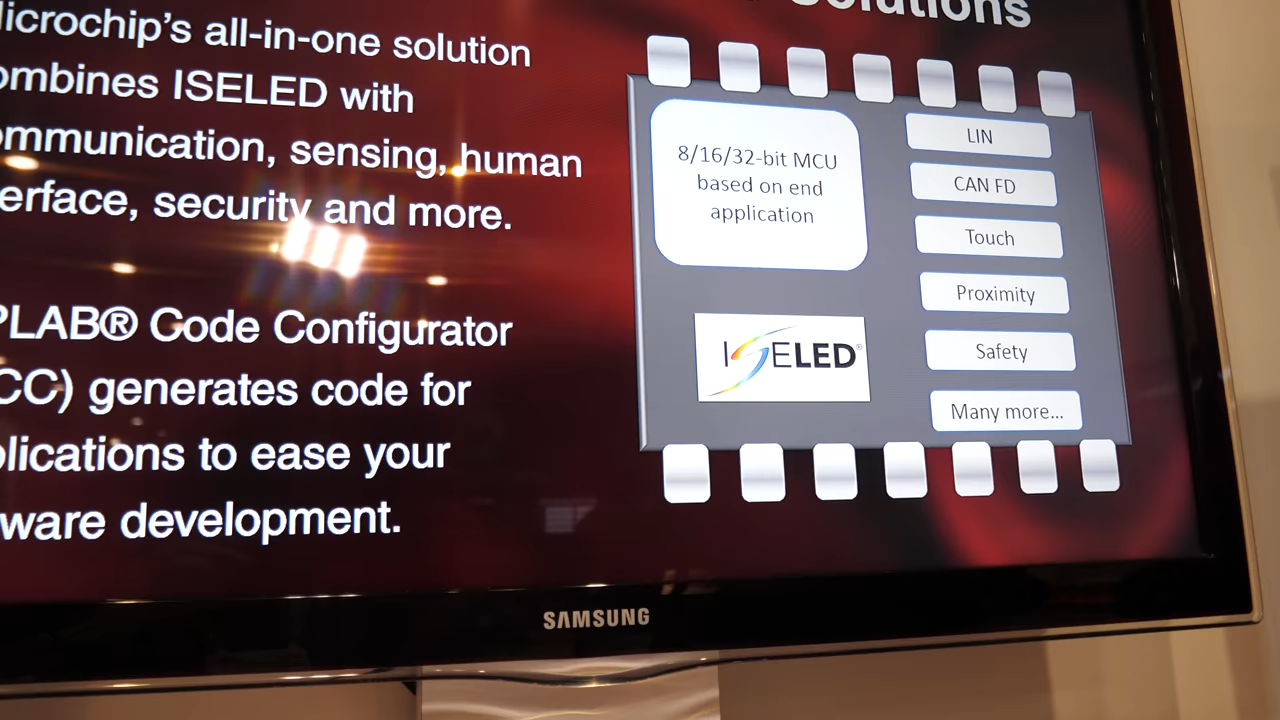 Solutions
icrochip's all-in-one solution
ombines ISELED with
ommunication, sensing, human
erface, security and more.
PLAB® Code Configurator
CC) generates code for
plications to ease your
ware development.
8/16/32-bit MCU
based on end
application
ISELED®
LIN
CAN FD
Touch
Proximity
Safety
Many more...
SAMSUNG